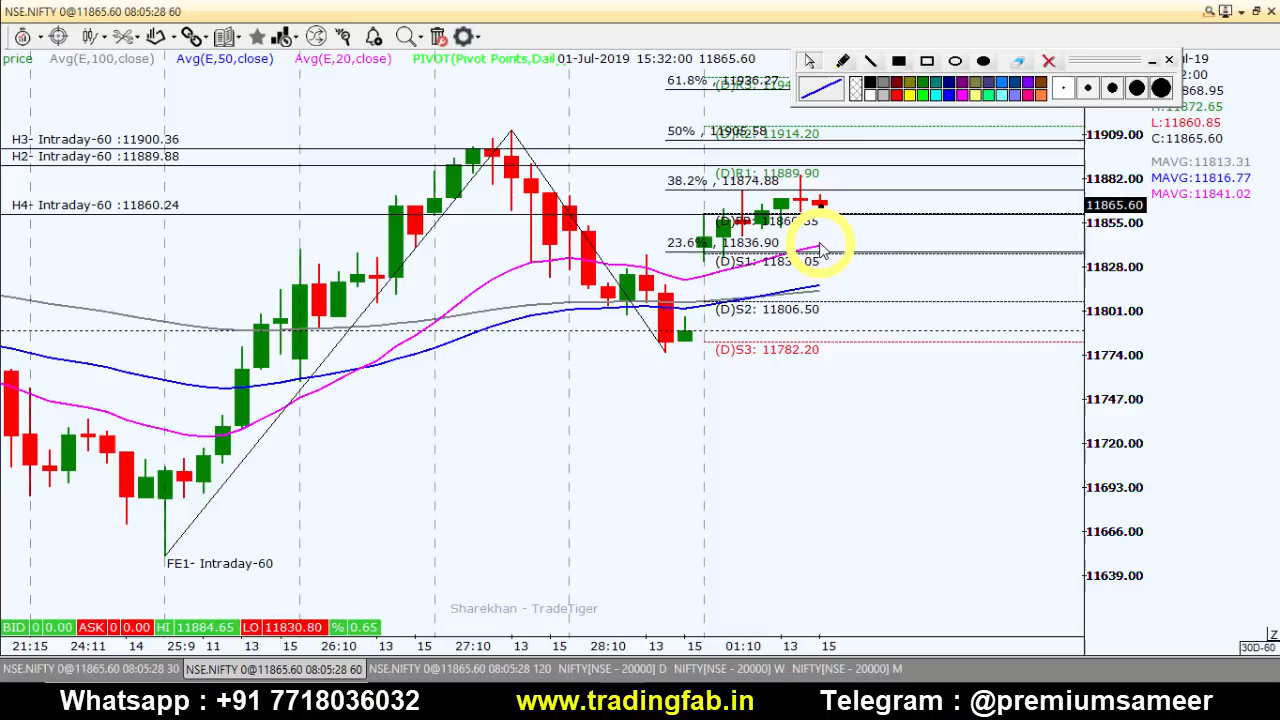 NSE.NIFTY 0@11865.60 08:05:28 60
price Avg(E,100,close) Avg(E,50,close) Avg(E,20,close) PIVOT(Pivot Points,Dail 01-Jul-2019 15:32:00 11865.60
H3- Intraday-60 :11900.36
H2- Intraday-60 :11889.88
H4+ Intraday-60 :11860.24
61.8% , 11936.27
50% , 11905.58
(D)R2: 11914.20
(D)R1: 11889.90
38.2% , 11874.88
23.6% , 11836.90
(D)S2: 11806.50
(D)S3: 11782.20
FE1- Intraday-60
Sharekhan - TradeTiger
L:11860.85
C:11865.60
MAVG:11813.31
MAVG:11816.77
MAVG:11841.02
11909.00
11882.00
11865.60
11855.00
11828.00
11801.00
11774.00
11747.00
11720.00
11693.00
11666.00
11639.00
BID 0 0.00 ASK 0 0.00 HI 11884.65 LO 11830.80 % 0.65
21:15 24:11 14 25:9 11 13 15 26:10 13 15 27:10 13 15 28:10 13 15 01:10 13 15
Z
30D-60
NSE.NIFTY 0@11865.60 08:05:28 30 NSE.NIFTY 0@11865.60 08:05:28 60 NSE.NIFTY 0@11865.60 08:05:28 120 NIFTY[NSE - 20000] D NIFTY[NSE - 20000] W NIFTY[NSE - 20000] M
Whatsapp : +91 7718036032 www.tradingfab.in Telegram : @premiumsameer